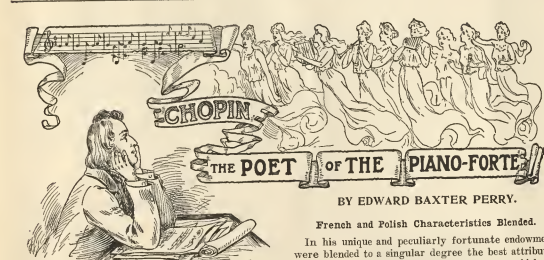 CHOPIN
THE POET OF THE PIANO-FORTE
BY EDWARD BAXTER PERRY.
French and Polish Characteristics Blended.
In his unique and peculiarly fortunate endowme
were blended to a singular degree the best attribu